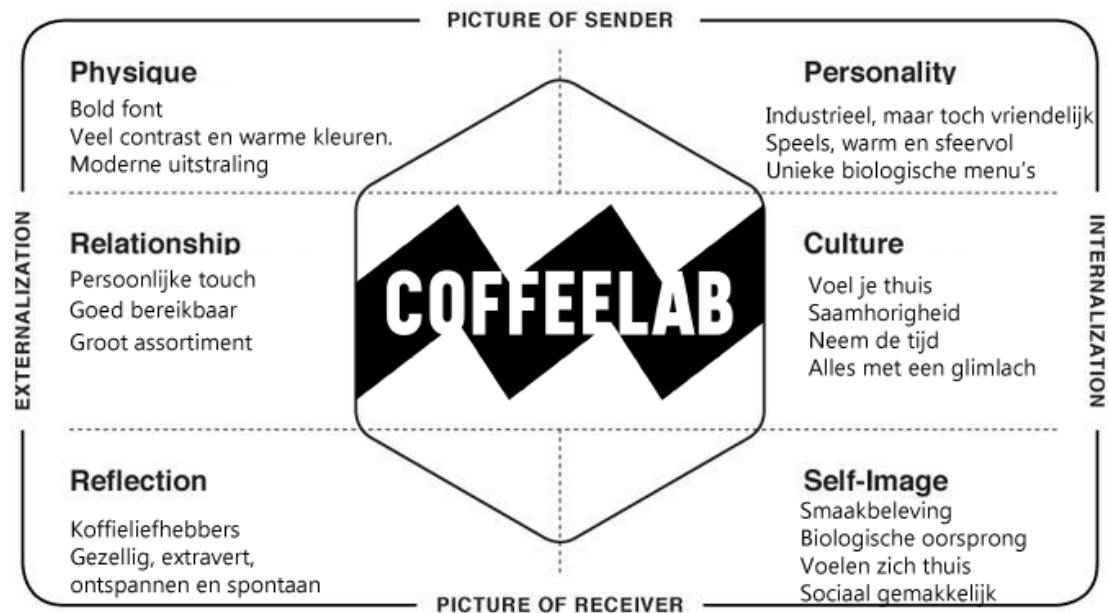 PICTURE OF SENDER
Physique
Bold font
Veel contrast en warme kleuren.
Moderne uitstraling
Personality
Industrieel, maar toch vriendelijk
Speels, warm en sfeervol
Unieke biologische menu's
EXTERNALIZATION
Relationship
Persoonlijke touch
Goed bereikbaar
Groot assortiment
COFFEELAB
Culture
Voel je thuis
Saamhorigheid
Neem de tijd
Alles met een glimlach
INTERNALIZATION
Reflection
Koffieliefhebbers
Gezellig, extravert,
ontspannen en spontaan
Self-Image
Smaakbeleving
Biologische oorsprong
Voelen zich thuis
Sociaal gemakkelijk
PICTURE OF RECEIVER